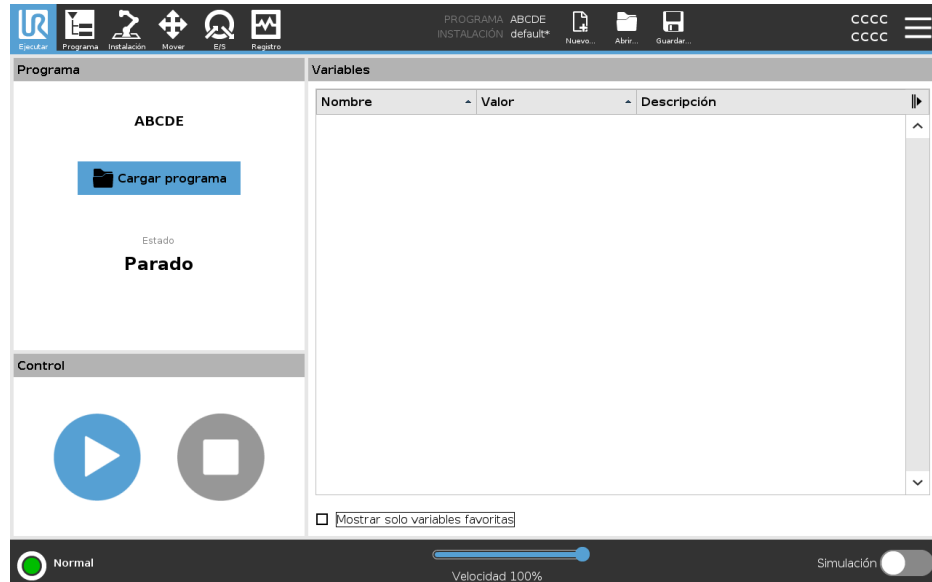 UR
Ejecutar Programa Instalación Mover E/S Registro
PROGRAMA ABCDE
INSTALACIÓN default*
Nuevo... Abrir... Guardar...
CCCC
CCCC
Programa
ABCDE
Cargar programa
Estado
Parado
Control
Variables
Nombre Valor Descripción
Mostrar solo variables favoritas
Normal
Velocidad 100%
Simulación